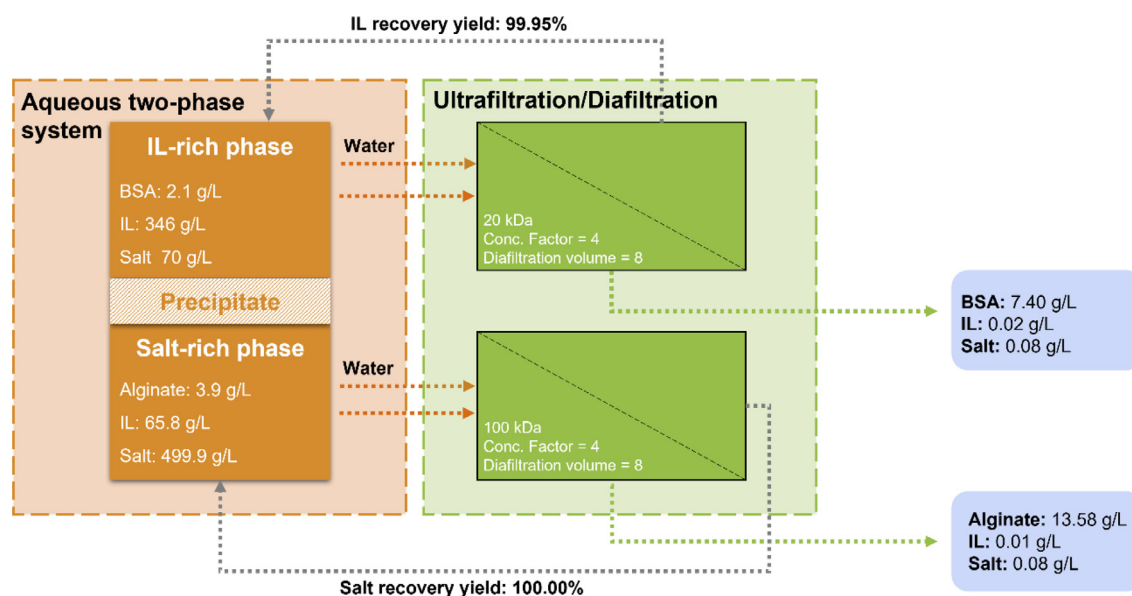 IL recovery yield: 99.95%
Aqueous two-phase
system
IL-rich phase
BSA: 2.1 g/L
IL: 346 g/L
Salt 70 g/L
Precipitate
Salt-rich phase
Alginate: 3.9 g/L
IL: 65.8 g/L
Salt: 499.9 g/L
Water
Water
Ultrafiltration/Diafiltration
20 kDa
Conc. Factor = 4
Diafiltration volume = 8
100 kDa
Conc. Factor = 4
Diafiltration volume = 8
BSA: 7.40 g/L
IL: 0.02 g/L
Salt: 0.08 g/L
Alginate: 13.58 g/L
IL: 0.01 g/L
Salt: 0.08 g/L
Salt recovery yield: 100.00%